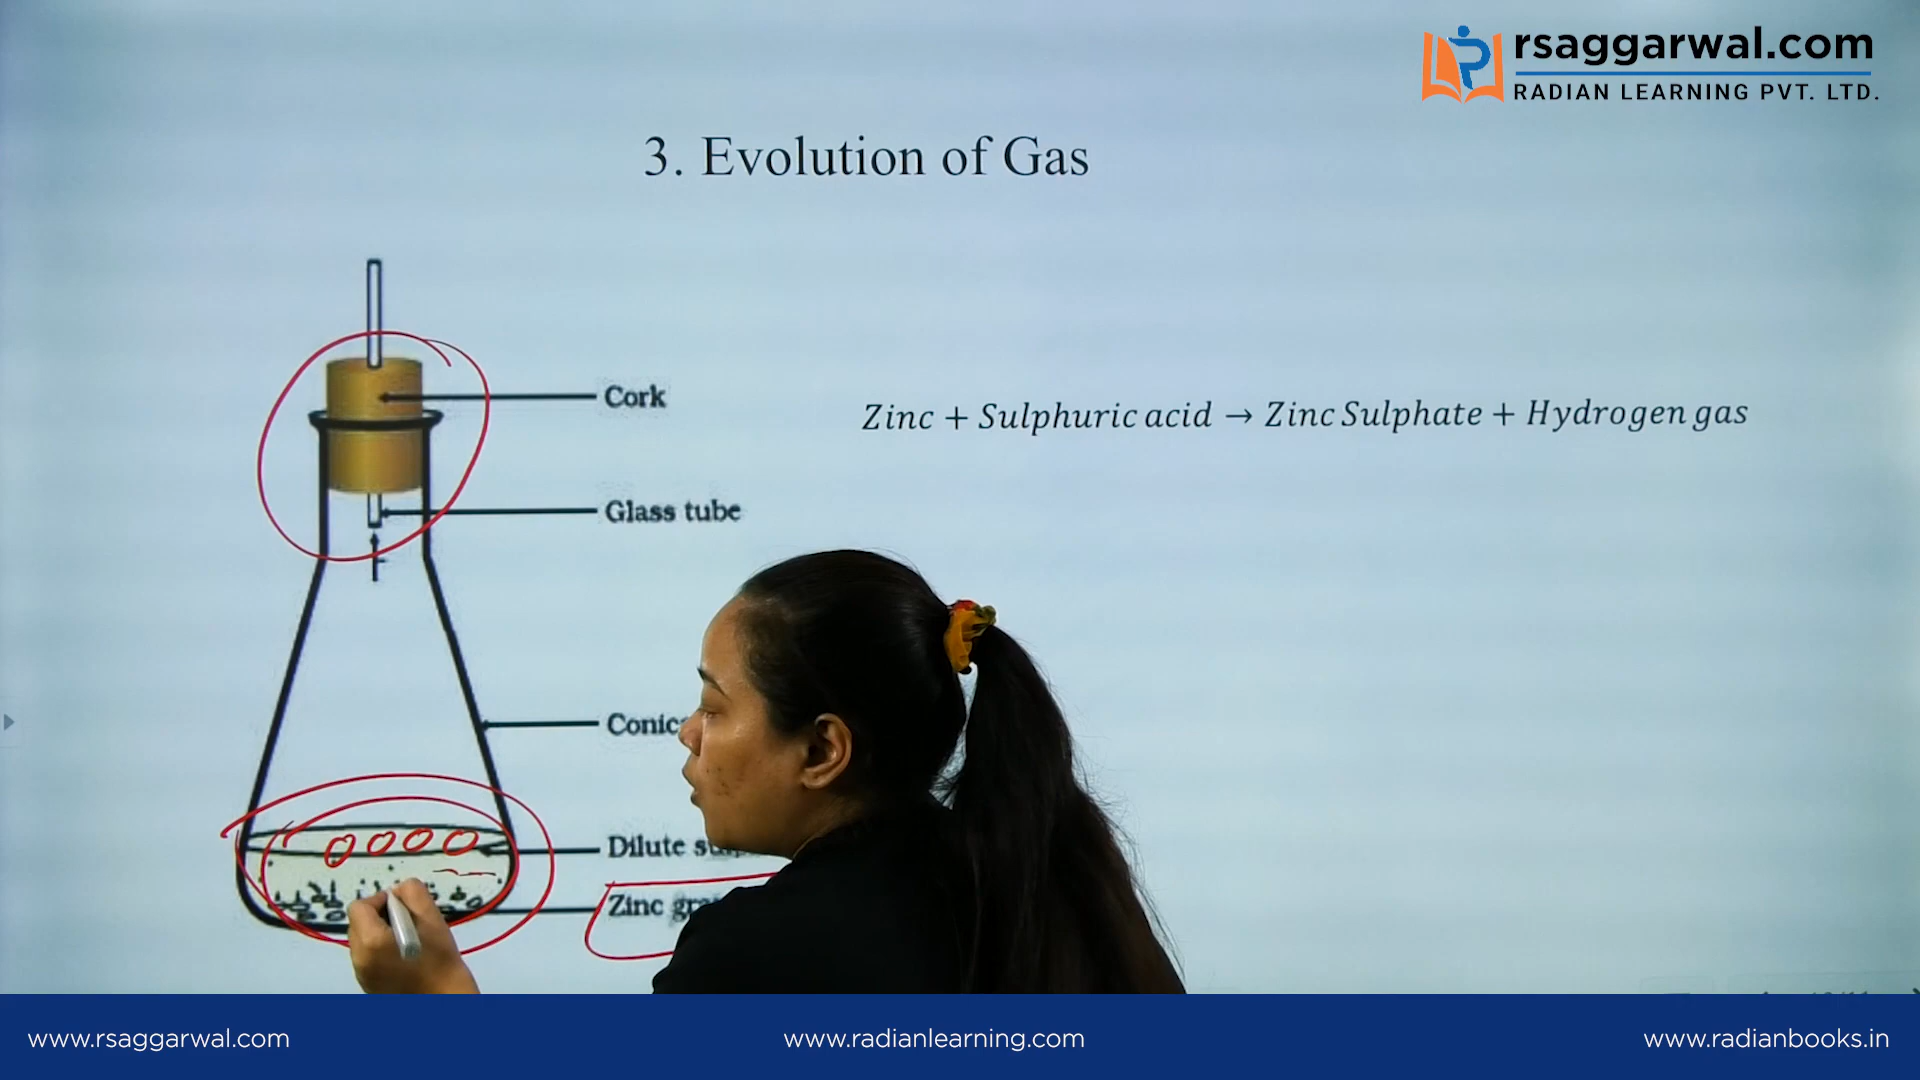 rsaggarwal.com
RADIAN LEARNING PVT. LTD.
3. Evolution of Gas
Cork
Zinc + Sulphuric acid → Zinc Sulphate + Hydrogen gas
Glass tube
Conic
Dilute
Zinc
www.rsaggarwal.com
www.radianlearning.com
www.radianbooks.in